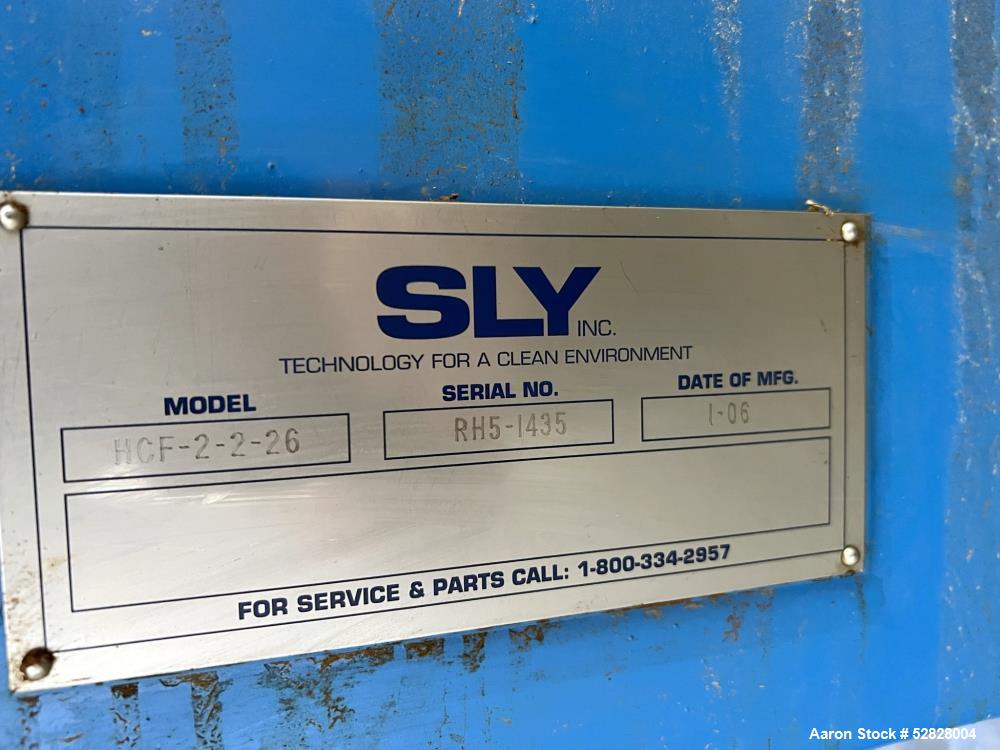 SLY INC.
TECHNOLOGY FOR A CLEAN ENVIRONMENT
MODEL SERIAL NO. DATE OF MFG.
HCF-2-2-26 RH5-1435 1-06
FOR SERVICE & PARTS CALL: 1-800-334-2957
Aaron Stock # 52828004